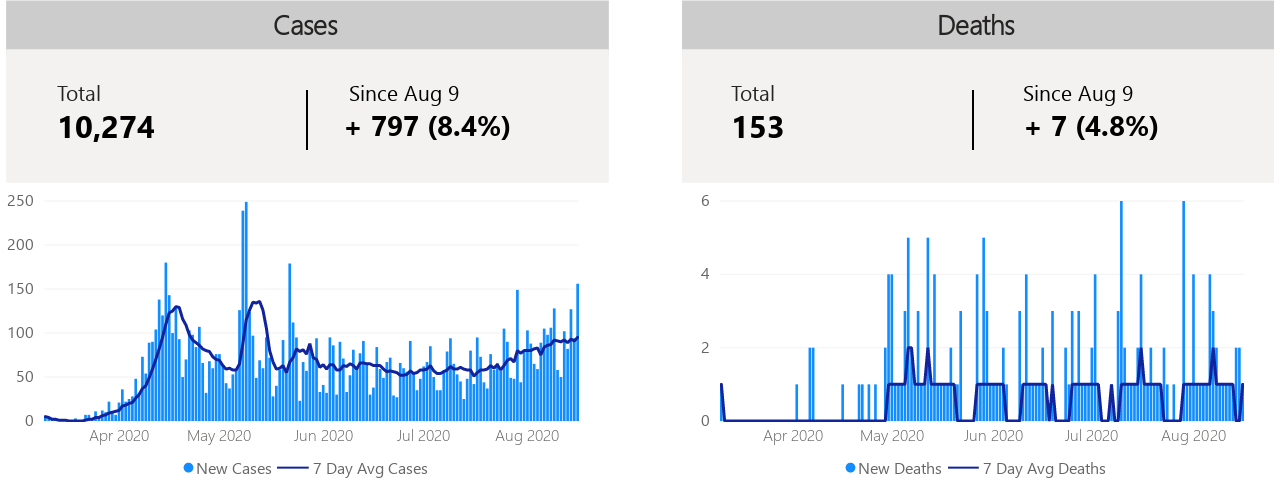 Cases
Total
10,274
Since Aug 9
+ 797 (8.4%)
250
200
150
100
50
0
Apr 2020
May 2020
Jun 2020
Jul 2020
Aug 2020
New Cases
7 Day Avg Cases
Deaths
Total
153
Since Aug 9
+ 7 (4.8%)
6
4
2
0
Apr 2020
May 2020
Jun 2020
Jul 2020
Aug 2020
New Deaths
7 Day Avg Deaths